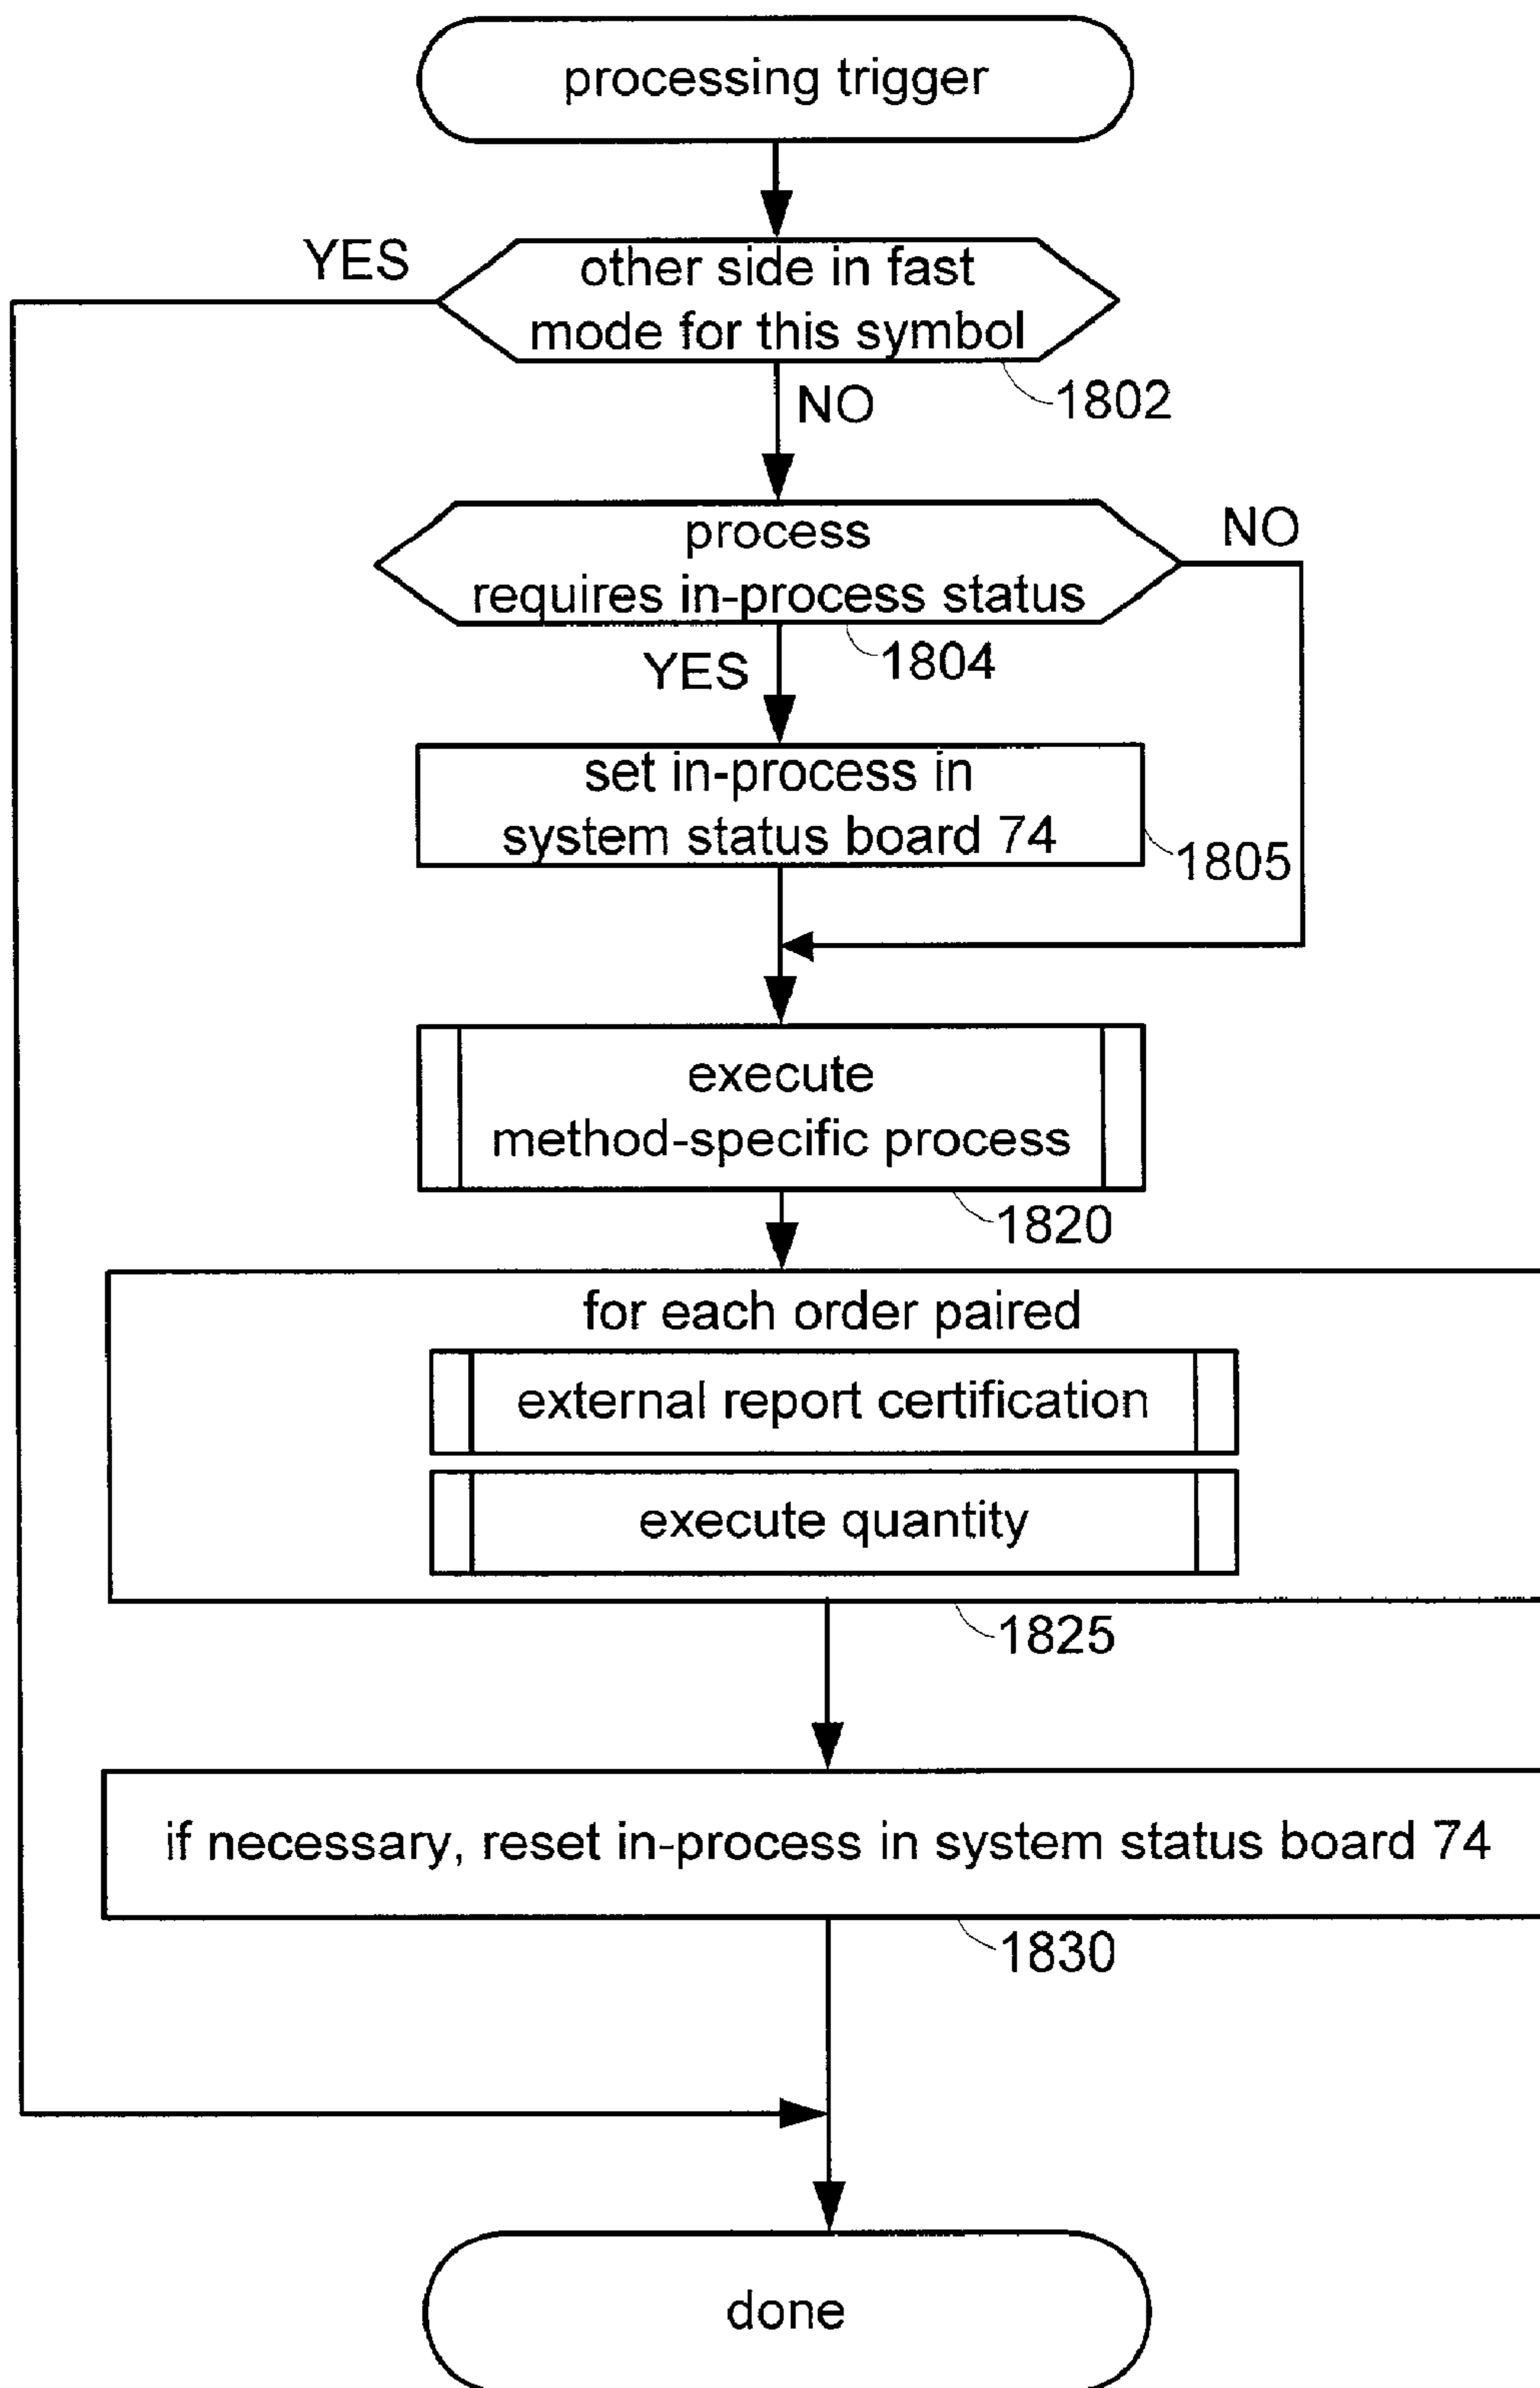 processing trigger
YES
other side in fast
mode for this symbol
1802
NO
process
requires in-process status
NO
1804
YES
set in-process in
system status board 74
1805
execute
method-specific process
1820
for each order paired
external report certification
execute quantity
1825
if necessary, reset in-process in system status board 74
1830
done